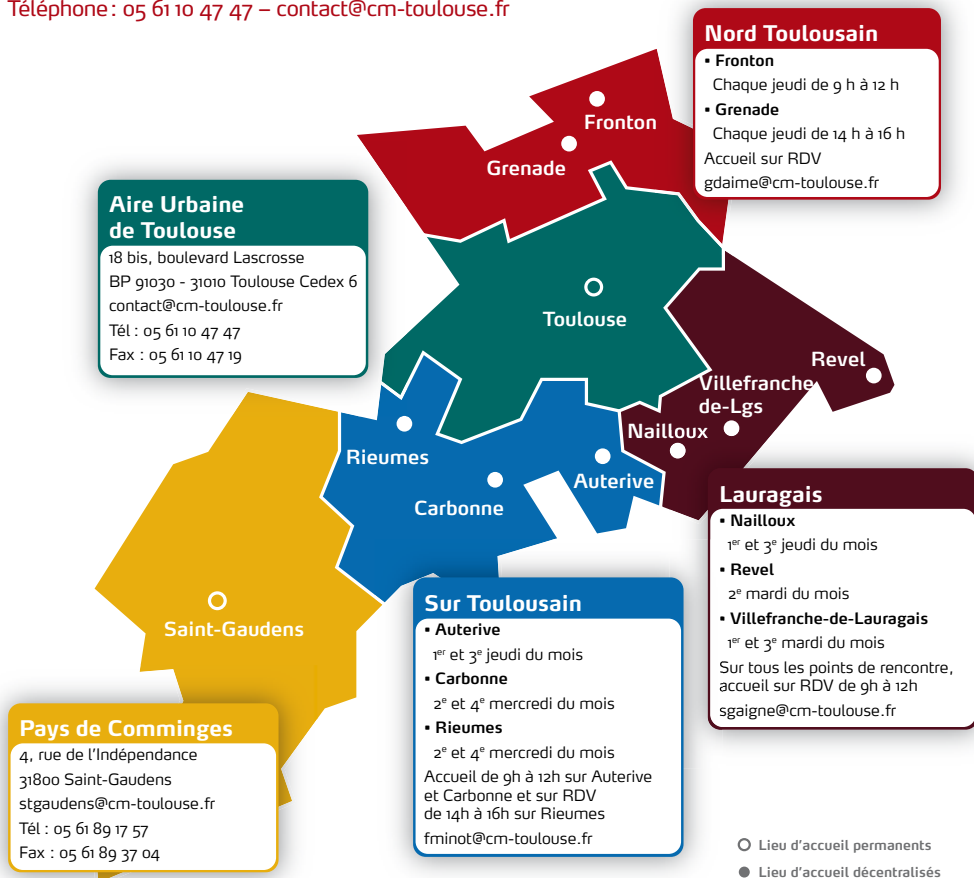 Téléphone : 05 61 10 47 47 – contact@cm-toulouse.fr
Nord Toulousain
▪ Fronton
Chaque jeudi de 9 h à 12 h
▪ Grenade
Chaque jeudi de 14 h à 16 h
Accueil sur RDV
gdaime@cm-toulouse.fr
Fronton
Grenade
Aire Urbaine
de Toulouse
18 bis, boulevard Lascrosse
BP 91030 - 31010 Toulouse Cedex 6
contact@cm-toulouse.fr
Tél : 05 61 10 47 47
Fax : 05 61 10 47 19
Toulouse
Revel
Villefranche
de-Lgs
Nailloux
Rieumes
Carbonne
Auterive
Saint-Gaudens
Lauragais
▪ Nailloux
1er et 3e jeudi du mois
▪ Revel
2e mardi du mois
▪ Villefranche-de-Lauragais
1er et 3e mardi du mois
Sur tous les points de rencontre,
accueil sur RDV de 9h à 12h
sgaigne@cm-toulouse.fr
Sur Toulousain
▪ Auterive
1er et 3e jeudi du mois
▪ Carbonne
2e et 4e mercredi du mois
▪ Rieumes
2e et 4e mercredi du mois
Accueil de 9h à 12h sur Auterive
et Carbonne et sur RDV
de 14h à 16h sur Rieumes
fminot@cm-toulouse.fr
Pays de Comminges
4, rue de l'Indépendance
31800 Saint-Gaudens
stgaudens@cm-toulouse.fr
Tél : 05 61 89 17 57
Fax : 05 61 89 37 04
Lieu d'accueil permanents
Lieu d'accueil décentralisés